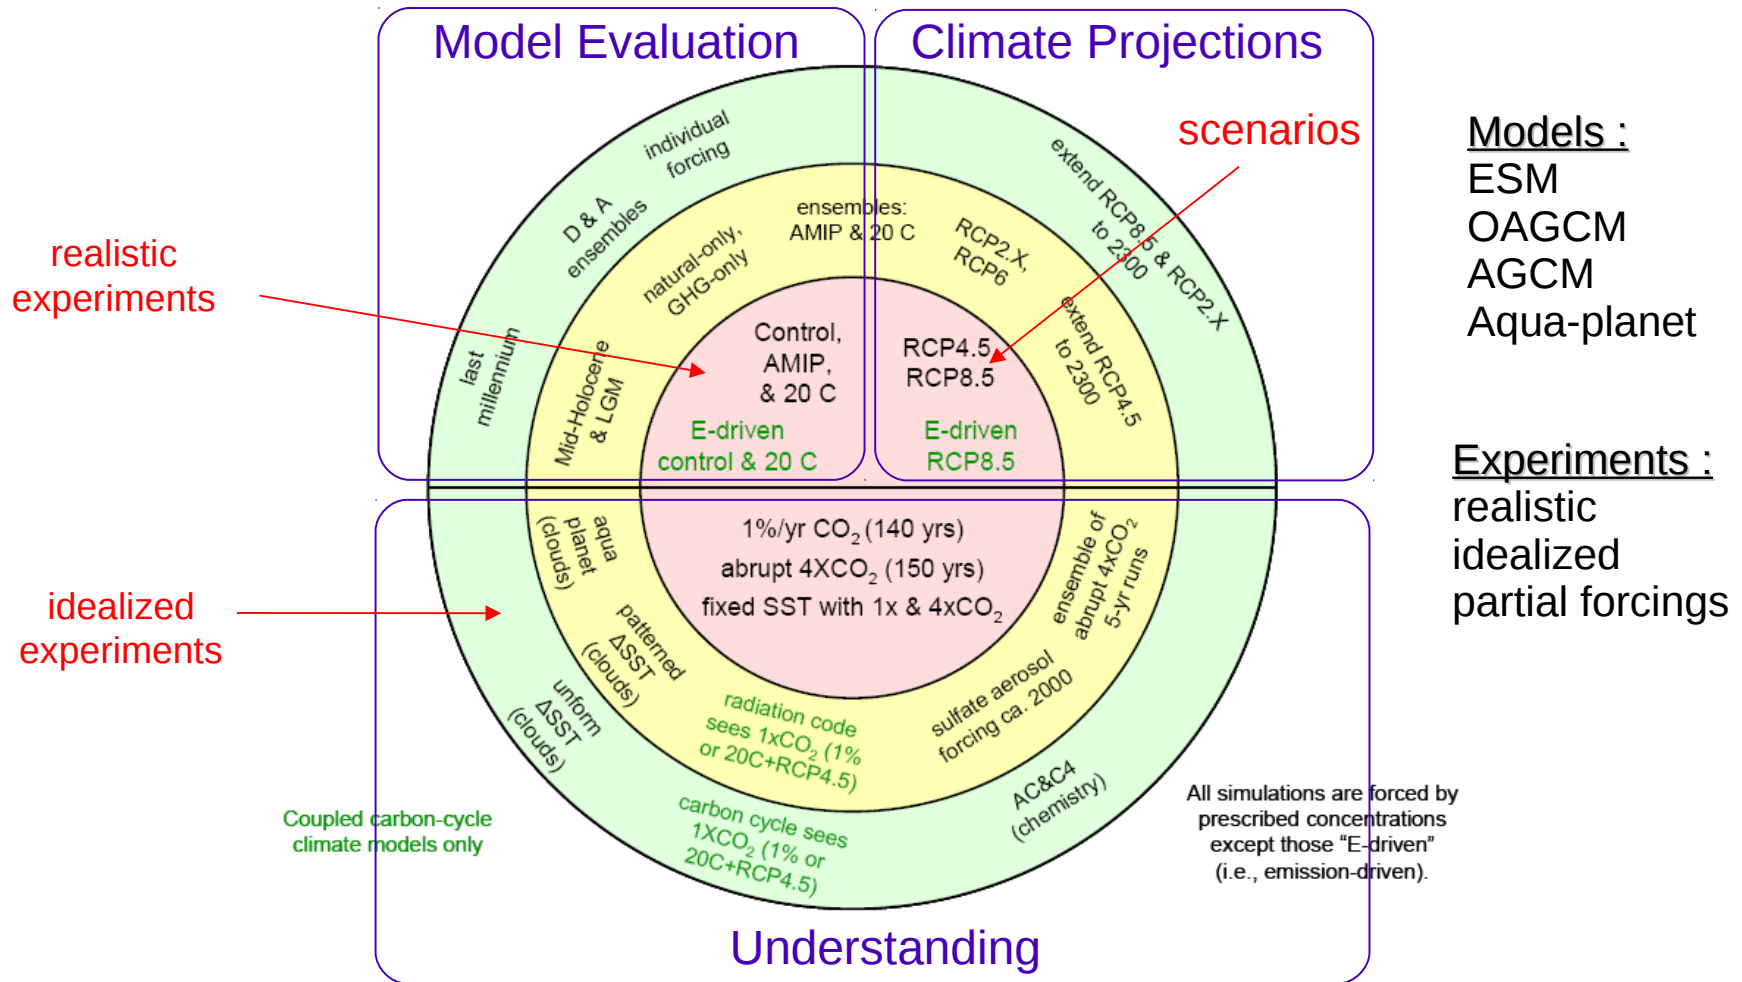 Model Evaluation
Climate Projections
realistic
experiments
scenarios
idealized
experiments
individual
forcing
D & A
ensembles
last
millennium
natural-only,
GHG-only
Mid-Holocene
& LGM
ensembles:
AMIP & 20 C
RCP2.X,
RCP6
extend RCP4.5
to 2300
extend RCP8.5 & RCP2.X
to 2300
Control,
AMIP,
& 20 C
E-driven
control & 20 C
RCP4.5,
RCP8.5
E-driven
RCP8.5
1%/yr CO₂ (140 yrs)
abrupt 4XCO₂ (150 yrs)
fixed SST with 1x & 4xCO₂
aqua
planet
(clouds)
patterned
ΔSST
(clouds)
unform
ΔSST
(clouds)
radiation code
sees 1xCO₂ (1%
or 20C+RCP4.5)
carbon cycle sees
1XCO₂ (1% or
20C+RCP4.5)
ensemble of
abrupt 4xCO₂
5-yr runs
sulfate aerosol
forcing ca. 2000
AC&C4
(chemistry)
Coupled carbon-cycle
climate models only
All simulations are forced by
prescribed concentrations
except those “E-driven”
(i.e., emission-driven).
Understanding
Models :
ESM
OAGCM
AGCM
Aqua-planet
Experiments :
realistic
idealized
partial forcings